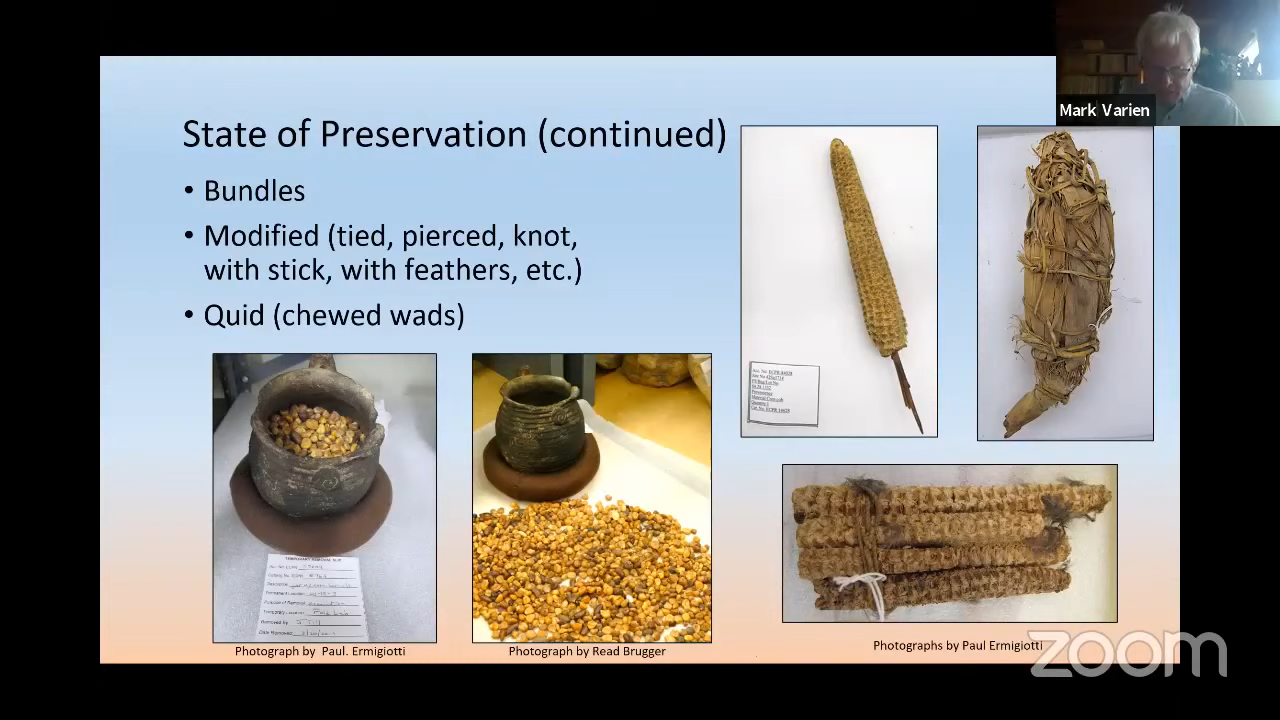 Mark Varien
State of Preservation (continued)
• Bundles
• Modified (tied, pierced, knot,
with stick, with feathers, etc.)
• Quid (chewed wads)
Photograph by Paul. Ermigiotti
Photograph by Read Brugger
Photographs by Paul Ermigiotti
zoom